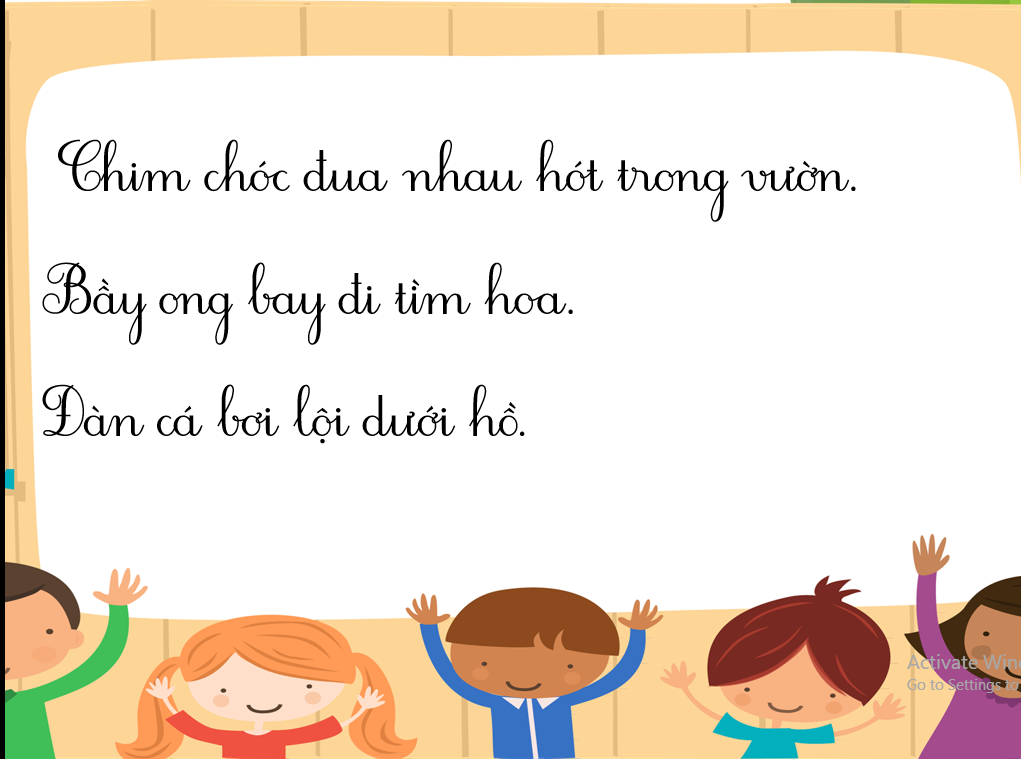 Chim chóc đua nhau hót trong vườn.
Bầy ong bay đi tìm hoa.
Đàn cá bơi lội dưới hồ.
Activate Win
Go to Settings to